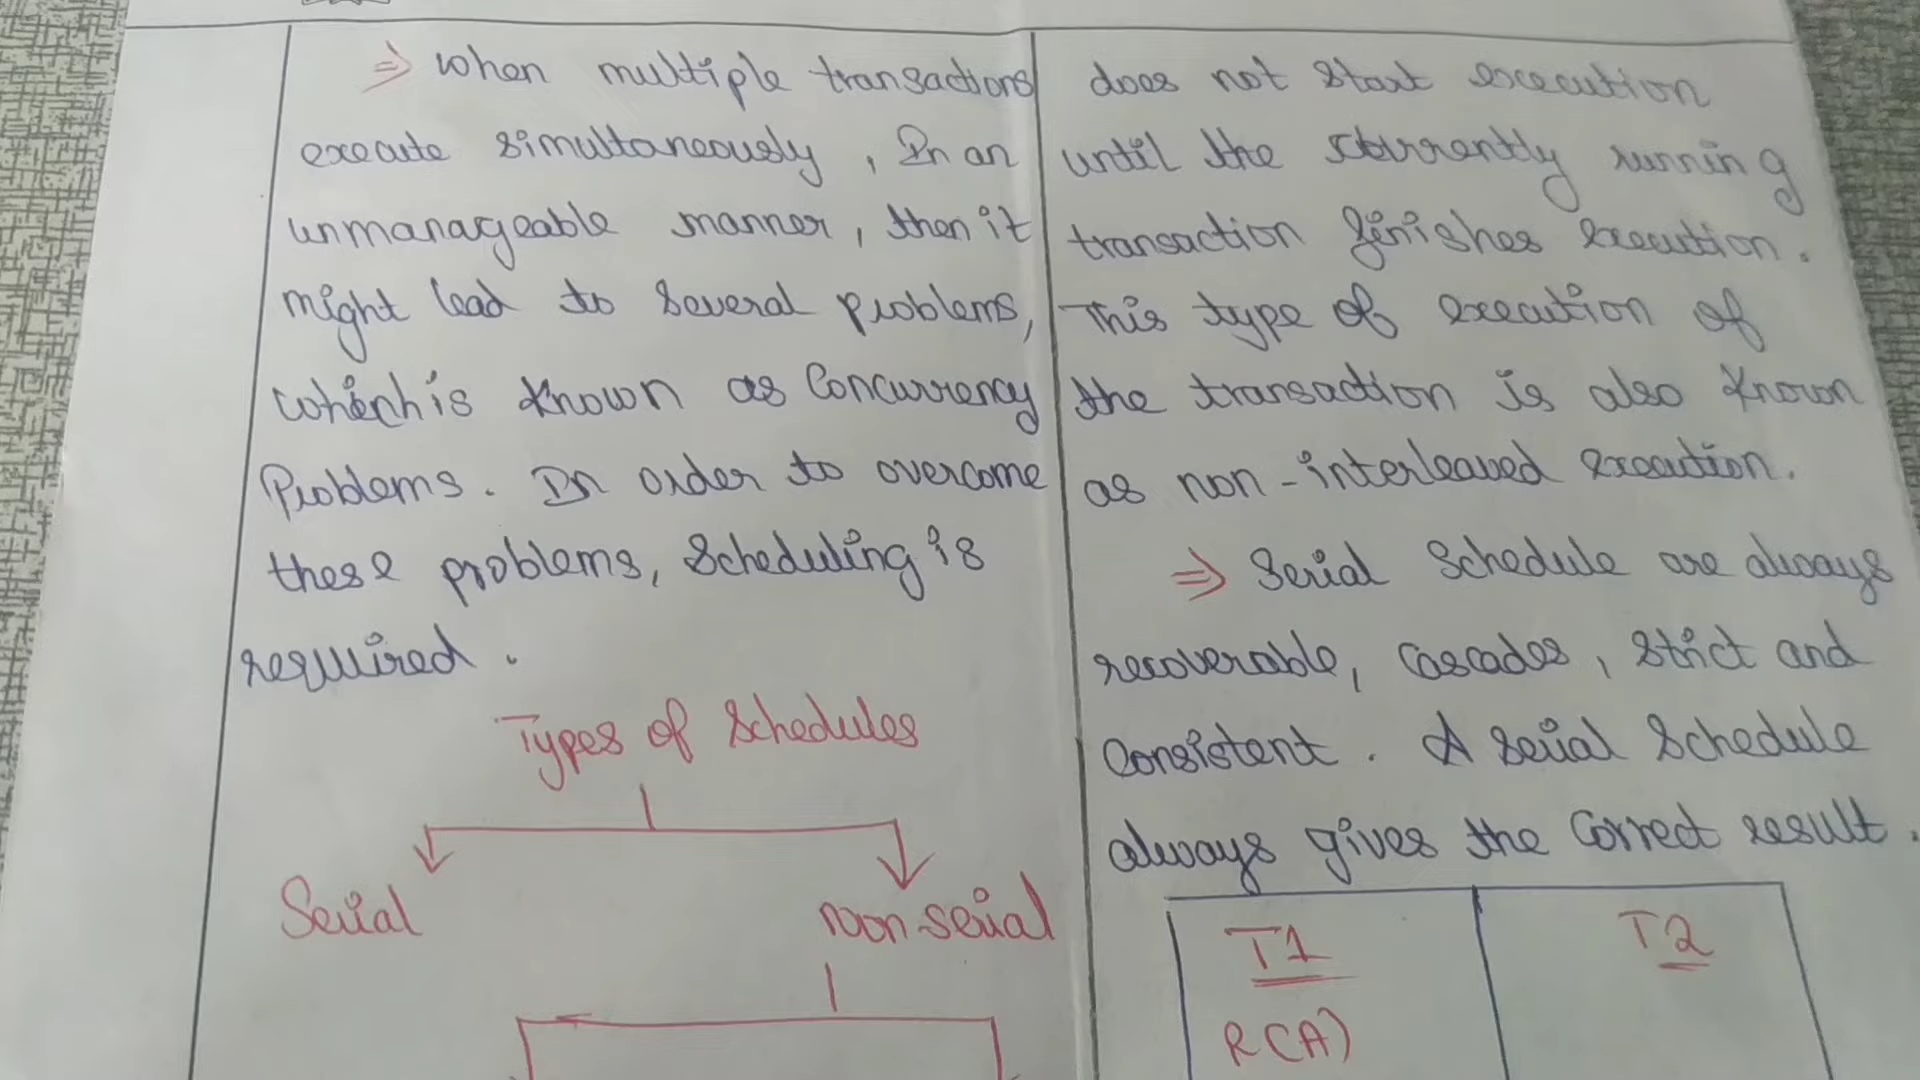 ⇒ When multiple transactions
execute simultaneously, In an
unmanageable manner, then it
might lead to several problems,
which is known as Concurrency
Problems. In order to overcome
these problems, Scheduling is
required.
Types of Schedules
Serial
non serial
does not start execution
until the currently running
transaction finishes execution.
This type of execution of
the transaction is also known
as non-interleaved execution.
⇒ Serial Schedule are always
recoverable, Cascades, Strict and
Consistent. A serial Schedule
always gives the Correct result.
T1 T2
R(A)